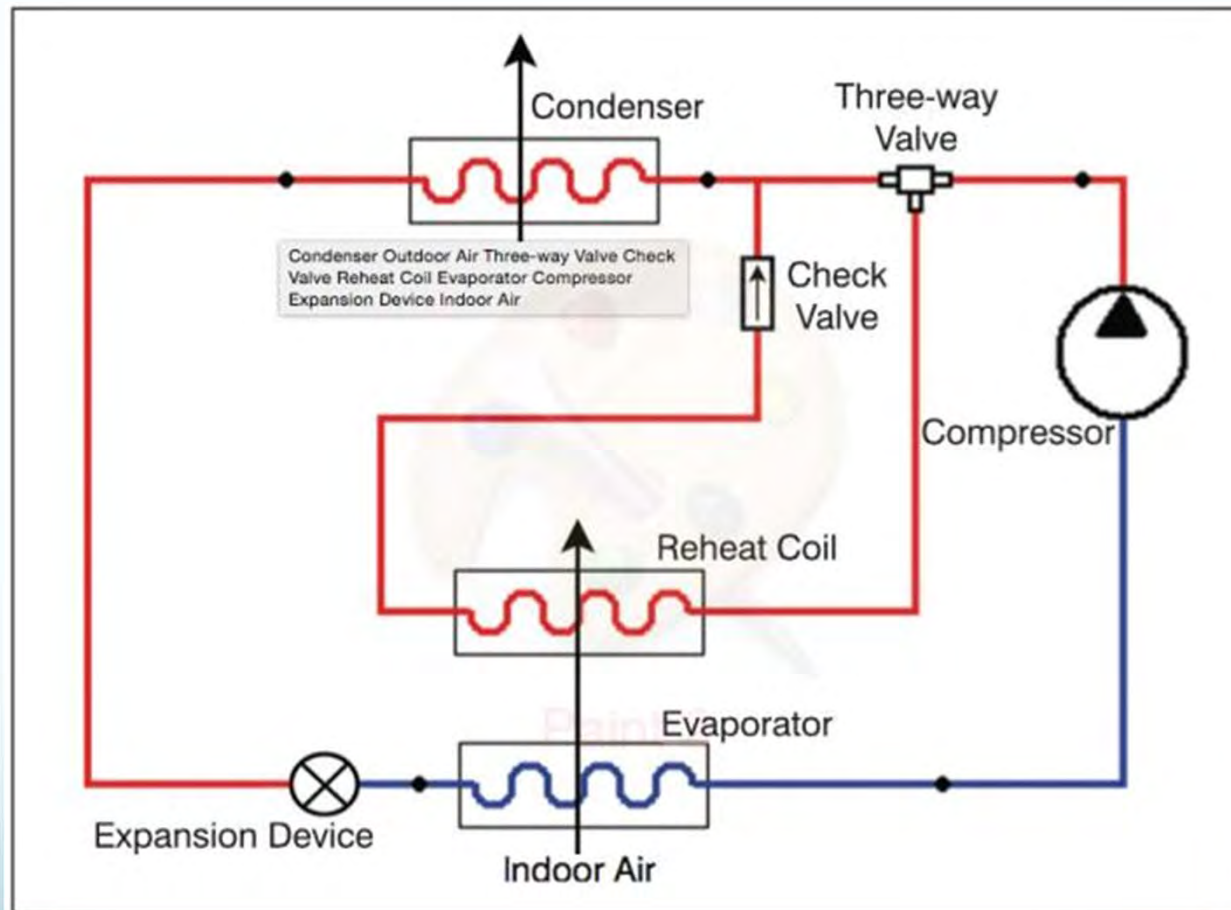 Condenser
Three-way
Valve
Condenser Outdoor Air Three-way Valve Check
Valve Reheat Coil Evaporator Compressor
Expansion Device Indoor Air
Check
Valve
Compressor
Reheat Coil
Evaporator
Expansion Device
Indoor Air